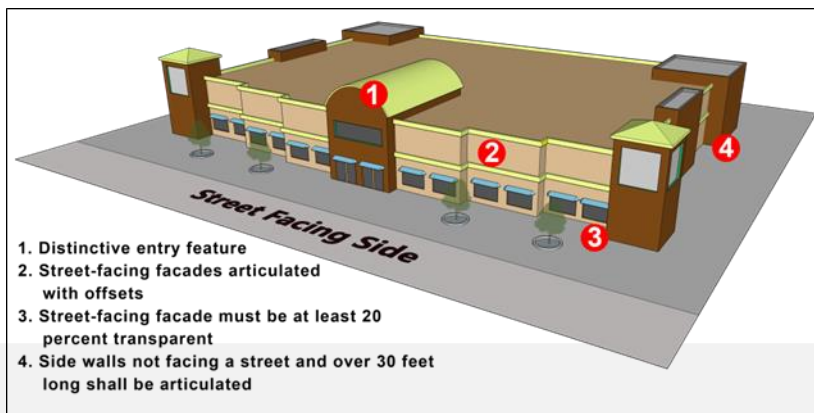 1
2
4
3
Street Facing Side
1. Distinctive entry feature
2. Street-facing facades articulated
with offsets
3. Street-facing facade must be at least 20
percent transparent
4. Side walls not facing a street and over 30 feet
long shall be articulated